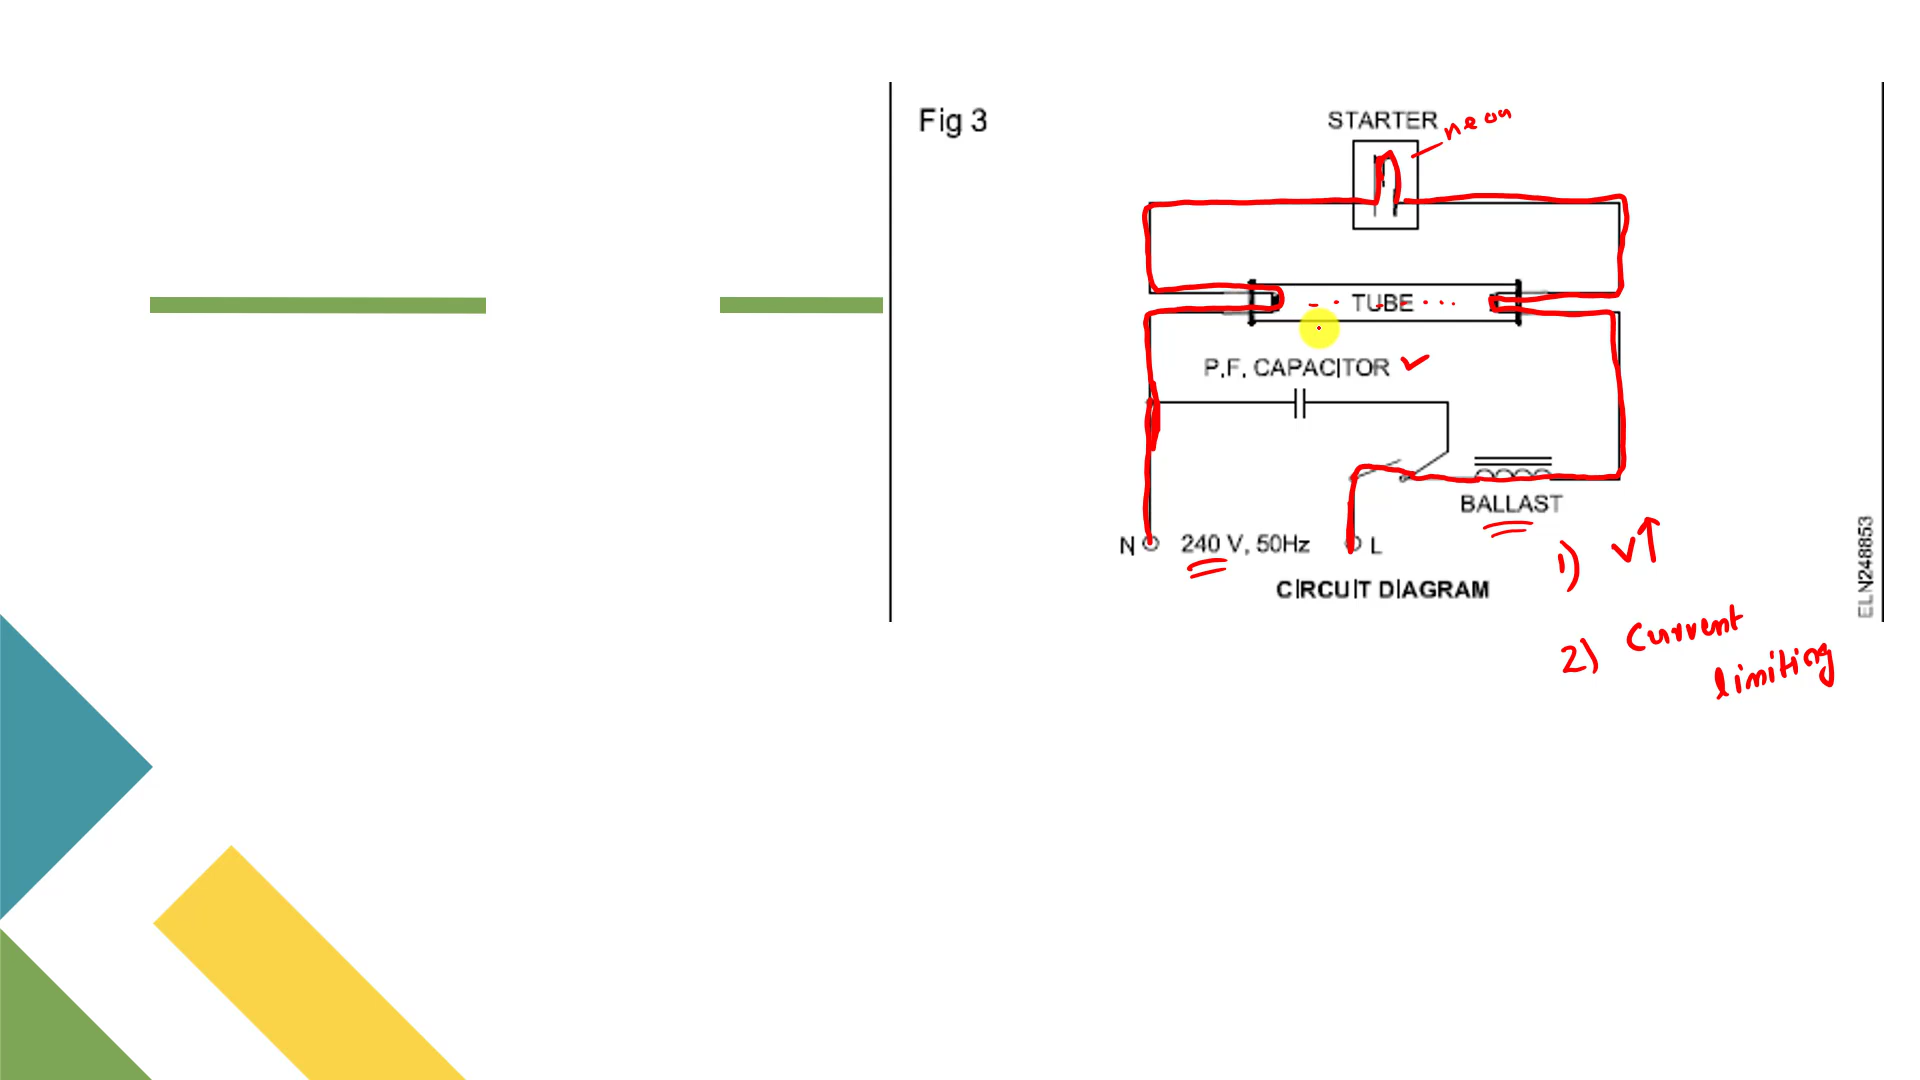 Fig 3
STARTER
neon
TUBE
P.F. CAPACITOR
BALLAST
N 240 V, 50Hz L
CIRCUIT DIAGRAM
1) V↑
2) Current
limiting
ELN248853